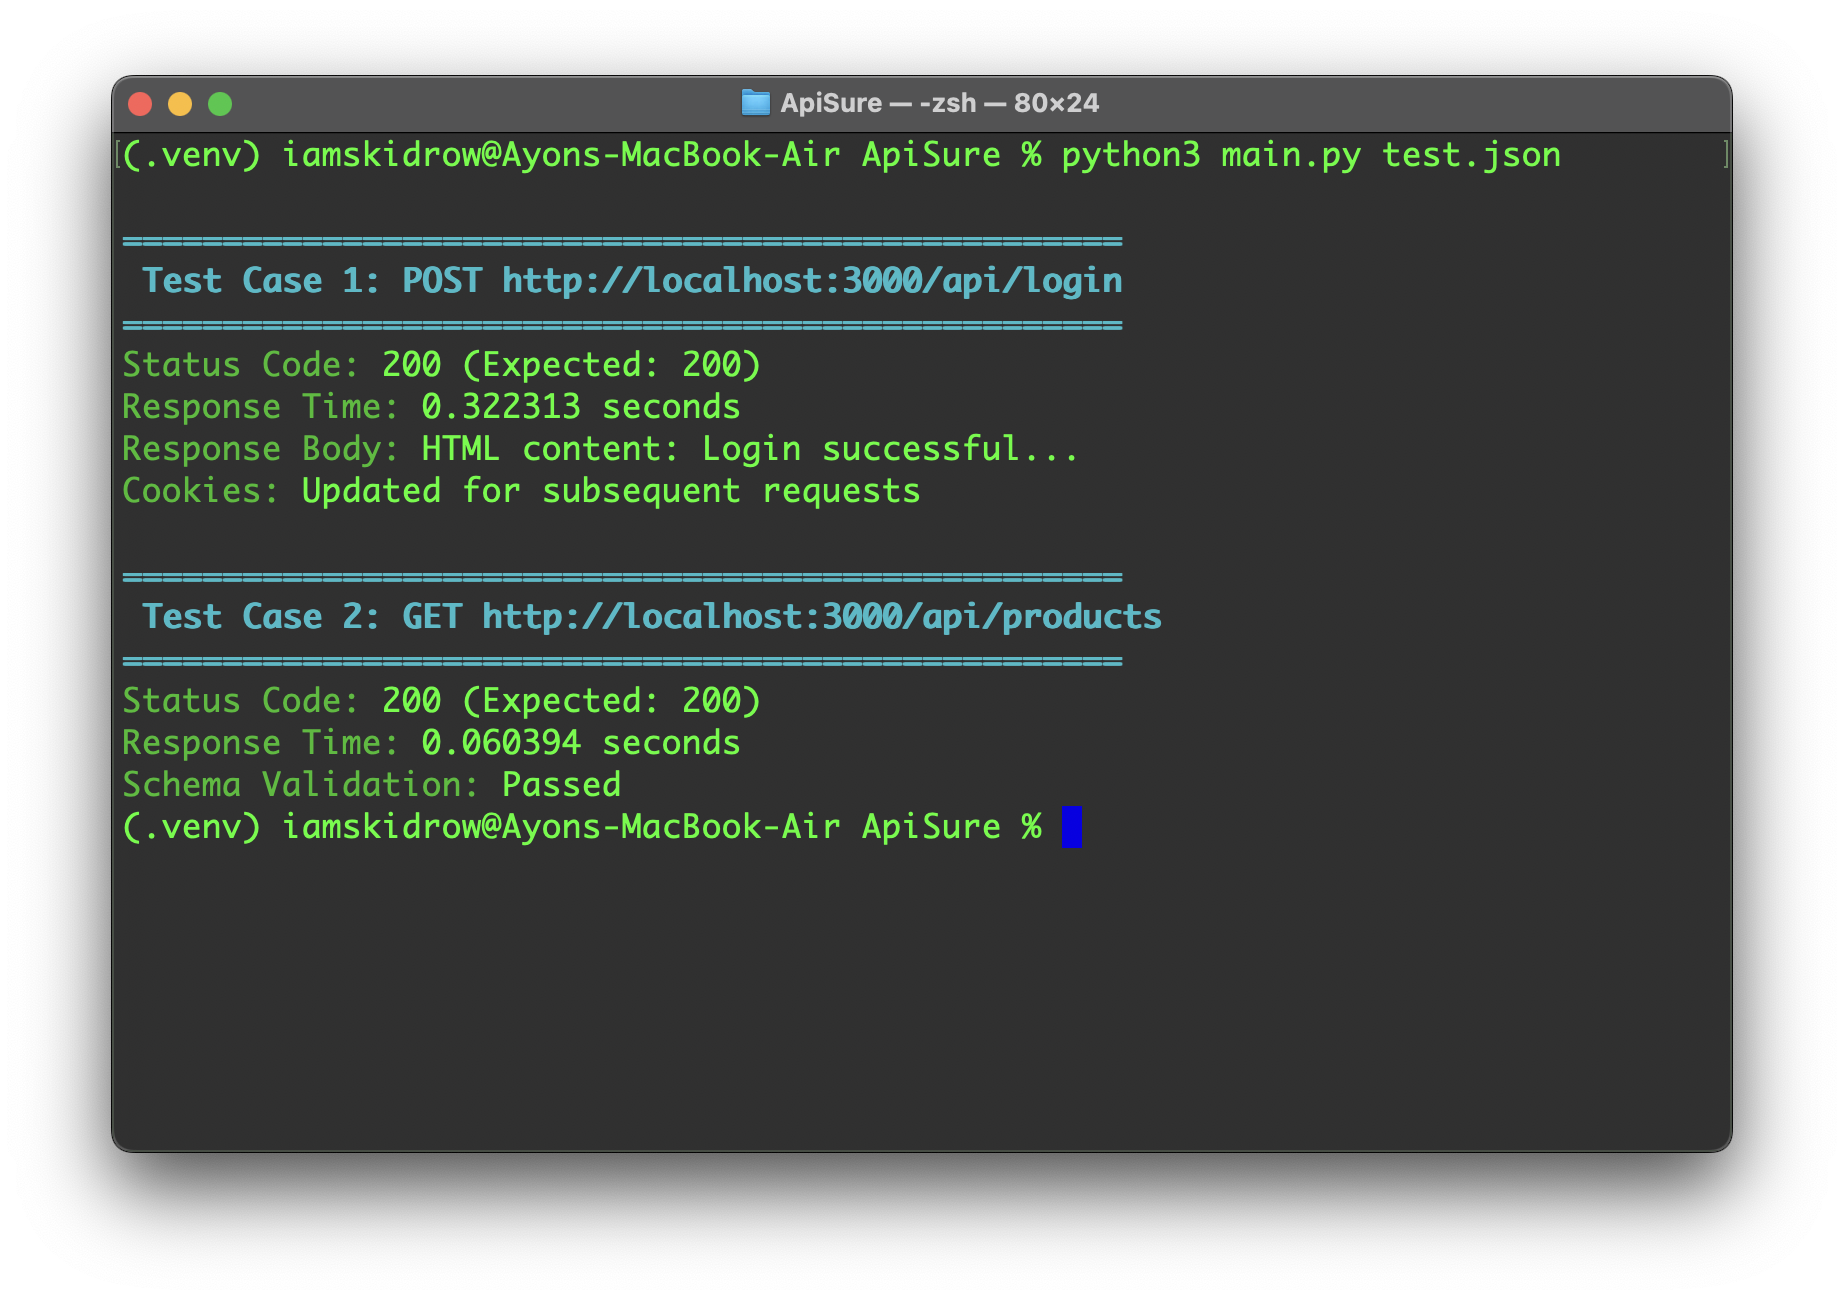 ApiSure — -zsh — 80×24
[(.venv) iamskidrow@Ayons-MacBook-Air ApiSure % python3 main.py test.json ]
==================================================
Test Case 1: POST http://localhost:3000/api/login
==================================================
Status Code: 200 (Expected: 200)
Response Time: 0.322313 seconds
Response Body: HTML content: Login successful...
Cookies: Updated for subsequent requests
==================================================
Test Case 2: GET http://localhost:3000/api/products
==================================================
Status Code: 200 (Expected: 200)
Response Time: 0.060394 seconds
Schema Validation: Passed
(.venv) iamskidrow@Ayons-MacBook-Air ApiSure %